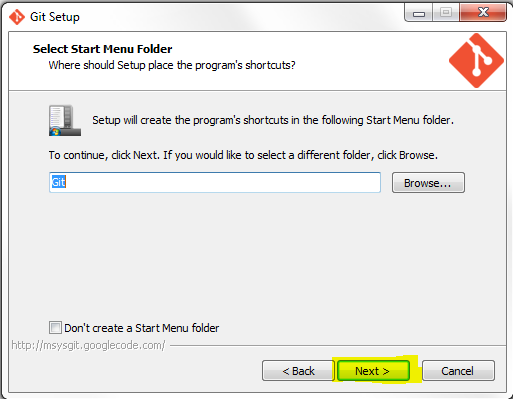 Git Setup
Select Start Menu Folder
Where should Setup place the program's shortcuts?
Setup will create the program's shortcuts in the following Start Menu folder.
To continue, click Next. If you would like to select a different folder, click Browse.
Git
Browse...
Don't create a Start Menu folder
http://msysgit.googlecode.com/
< Back
Next >
Cancel